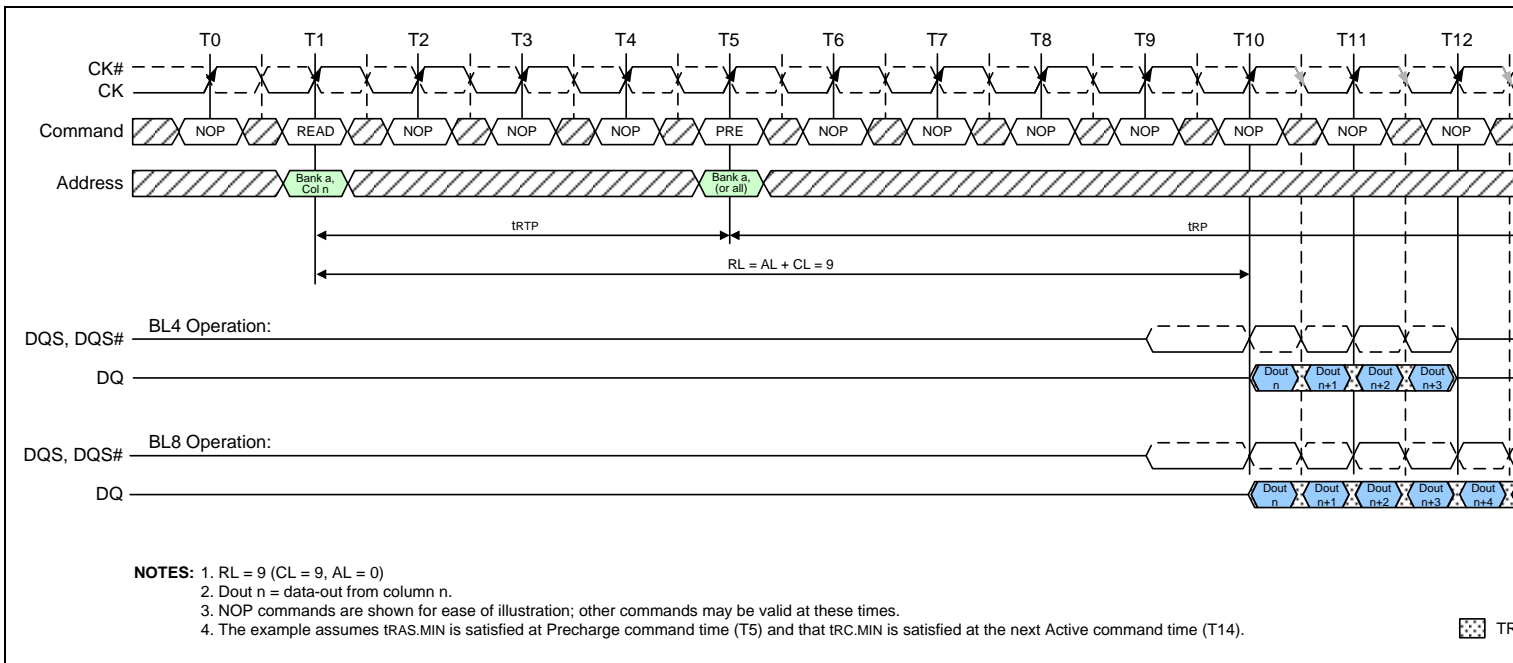 T0 T1 T2 T3 T4 T5 T6 T7 T8 T9 T10 T11 T12
CK#
CK
Command NOP READ NOP NOP NOP PRE NOP NOP NOP NOP NOP NOP NOP
Address Bank a, Col n Bank a, (or all)
tRTP tRP
RL = AL + CL = 9
BL4 Operation:
DQS, DQS#
DQ Dout n Dout n+1 Dout n+2 Dout n+3
BL8 Operation:
DQS, DQS#
DQ Dout n Dout n+1 Dout n+2 Dout n+3 Dout n+4
NOTES: 1. RL = 9 (CL = 9, AL = 0)
2. Dout n = data-out from column n.
3. NOP commands are shown for ease of illustration; other commands may be valid at these times.
4. The example assumes tRAS.MIN is satisfied at Precharge command time (T5) and that tRC.MIN is satisfied at the next Active command time (T14).